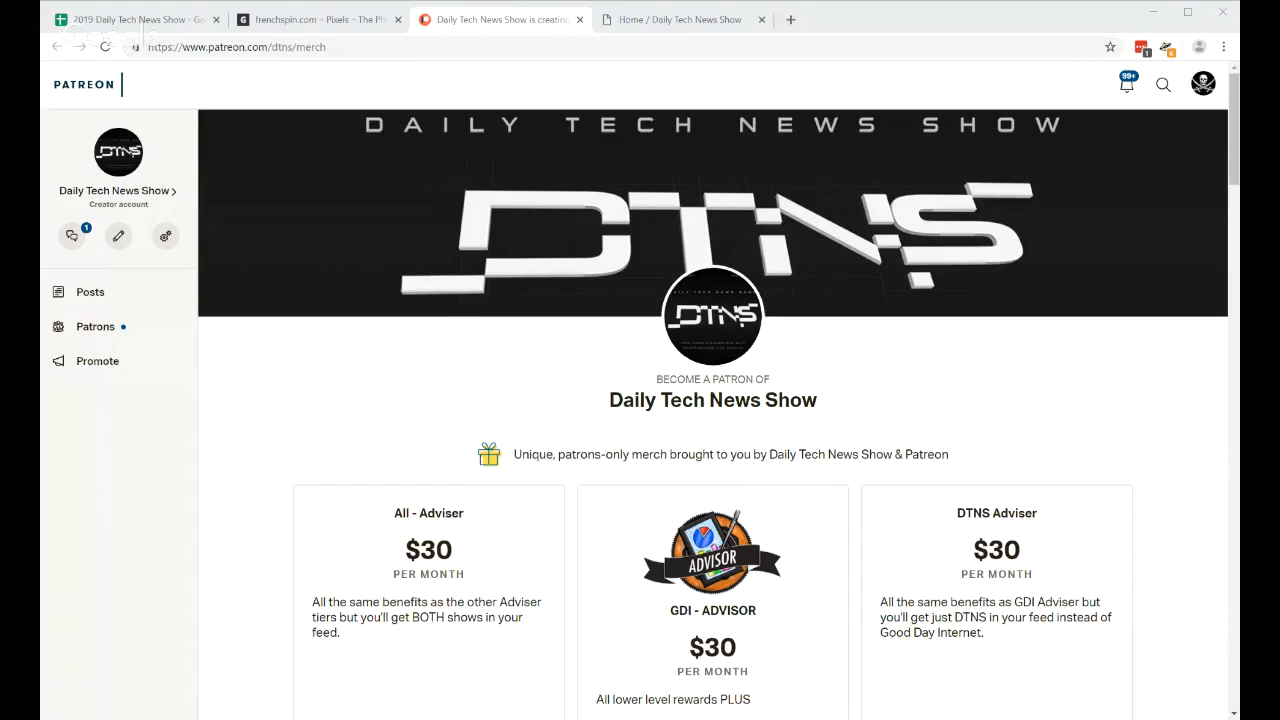 2019 Daily Tech News Show - Go
frenchspin.com – Pixels – The Pix
Daily Tech News Show is creating
Home / Daily Tech News Show
https://www.patreon.com/dtns/merch
PATREON
99+
DAILY TECH NEWS SHOW
DTNS
DTNS
Daily Tech News Show
Creator account
1
Posts
Patrons
Promote
DTNS
BECOME A PATRON OF
Daily Tech News Show
Unique, patrons-only merch brought to you by Daily Tech News Show & Patreon
All - Adviser
$30
PER MONTH
All the same benefits as the other Adviser
tiers but you'll get BOTH shows in your
feed.
ADVISOR
GDI - ADVISOR
$30
PER MONTH
All lower level rewards PLUS
DTNS Adviser
$30
PER MONTH
All the same benefits as GDI Adviser but
you'll get just DTNS in your feed instead of
Good Day Internet.